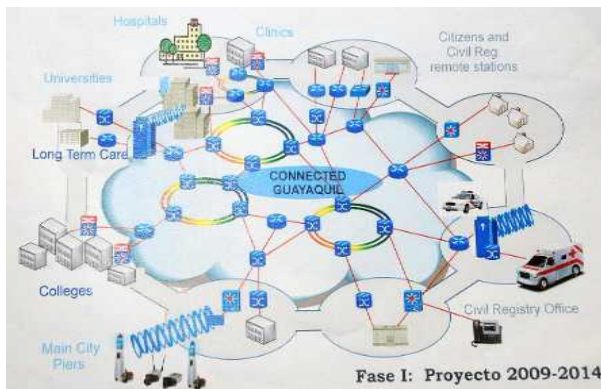 Hospitals
Clinics
Citizens and
Civil Reg.
remote stations
Universities
Long Term Care
CONNECTED
GUAYAQUIL
Colleges
Civil Registry Office
Main City
Piers
Fase I: Proyecto 2009-2014